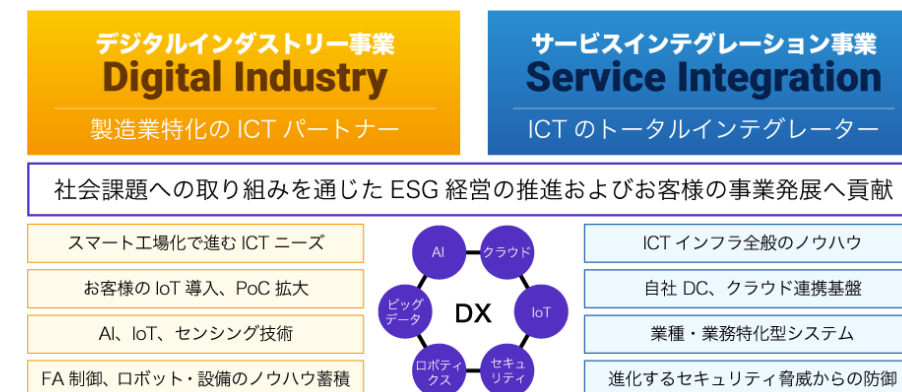 デジタルインダストリー事業
Digital Industry
製造業特化の ICT パートナー
サービスインテグレーション事業
Service Integration
ICT のトータルインテグレーター
社会課題への取り組みを通じた ESG 経営の推進およびお客様の事業発展へ貢献
スマート工場化で進む ICT ニーズ
お客様の IoT 導入、PoC 拡大
AI、IoT、センシング技術
FA 制御、ロボット・設備のノウハウ蓄積
AI
クラウド
ビッグ
データ
DX
IoT
ロボティ
クス
セキュ
リティ
ICT インフラ全般のノウハウ
自社 DC、クラウド連携基盤
業種・業務特化型システム
進化するセキュリティ脅威からの防御